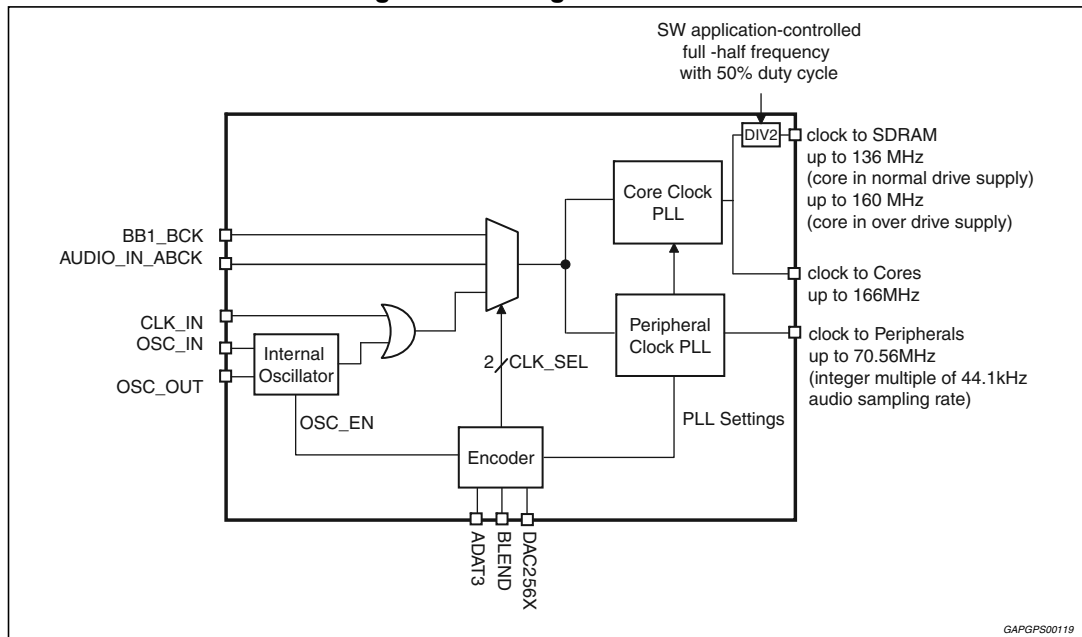 SW application-controlled
full -half frequency
with 50% duty cycle
DIV2
clock to SDRAM
up to 136 MHz
(core in normal drive supply)
up to 160 MHz
(core in over drive supply)
Core Clock
PLL
BB1_BCK
AUDIO_IN_ABCK
clock to Cores
up to 166MHz
CLK_IN
OSC_IN
OSC_OUT
Internal
Oscillator
Peripheral
Clock PLL
clock to Peripherals
up to 70.56MHz
(integer multiple of 44.1kHz
audio sampling rate)
2
CLK_SEL
OSC_EN
PLL Settings
Encoder
ADAT3
BLEND
DAC256X
GAPGPS00119